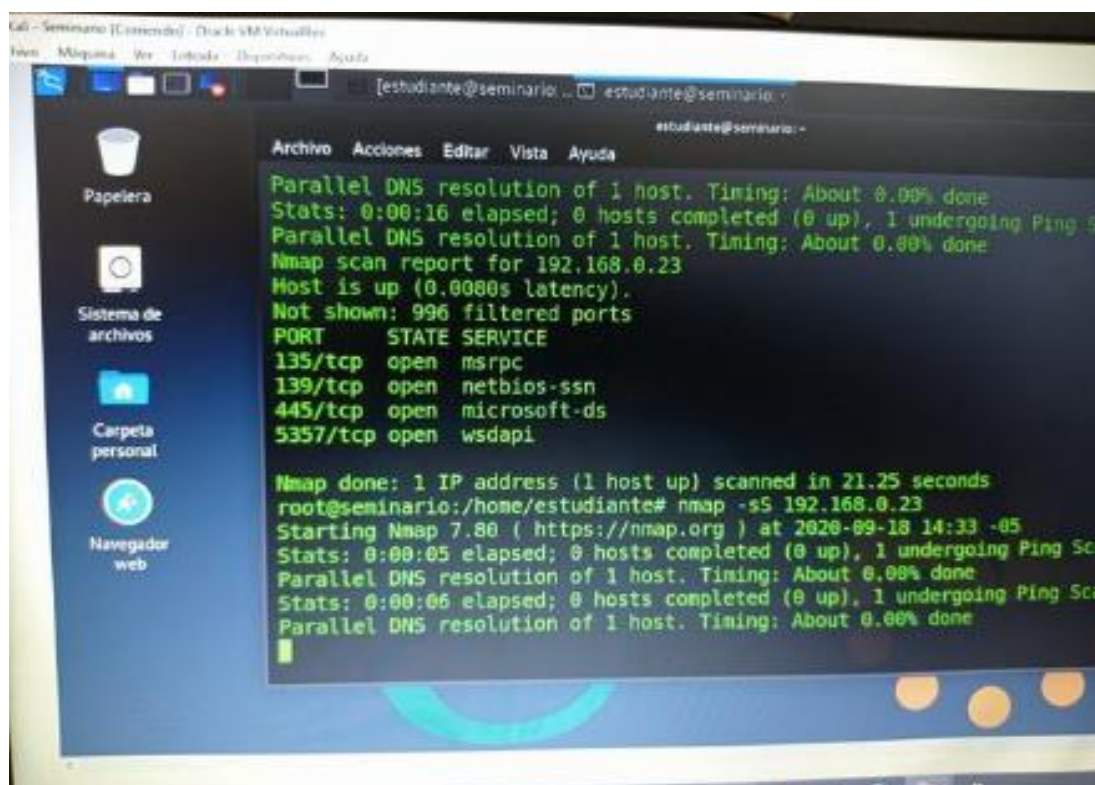 Kali - Seminario [Corriendo] - Oracle VM VirtualBox
Máquina Ver Entrada Dispositivos Ayuda
[estudiante@seminario: ... estudiante@seminario: ~
estudiante@seminario: ~
Archivo Acciones Editar Vista Ayuda
Papelera
Sistema de
archivos
Carpeta
personal
Navegador
web
Parallel DNS resolution of 1 host. Timing: About 0.00% done
Stats: 0:00:16 elapsed; 0 hosts completed (0 up), 1 undergoing Ping S
Parallel DNS resolution of 1 host. Timing: About 0.00% done
Nmap scan report for 192.168.0.23
Host is up (0.0080s latency).
Not shown: 996 filtered ports
PORT STATE SERVICE
135/tcp open msrpc
139/tcp open netbios-ssn
445/tcp open microsoft-ds
5357/tcp open wsdapi
Nmap done: 1 IP address (1 host up) scanned in 21.25 seconds
root@seminario:/home/estudiante# nmap -sS 192.168.0.23
Starting Nmap 7.80 ( https://nmap.org ) at 2020-09-18 14:33 -05
Stats: 0:00:05 elapsed; 0 hosts completed (0 up), 1 undergoing Ping Sc
Parallel DNS resolution of 1 host. Timing: About 0.00% done
Stats: 0:00:06 elapsed; 0 hosts completed (0 up), 1 undergoing Ping Sca
Parallel DNS resolution of 1 host. Timing: About 0.00% done